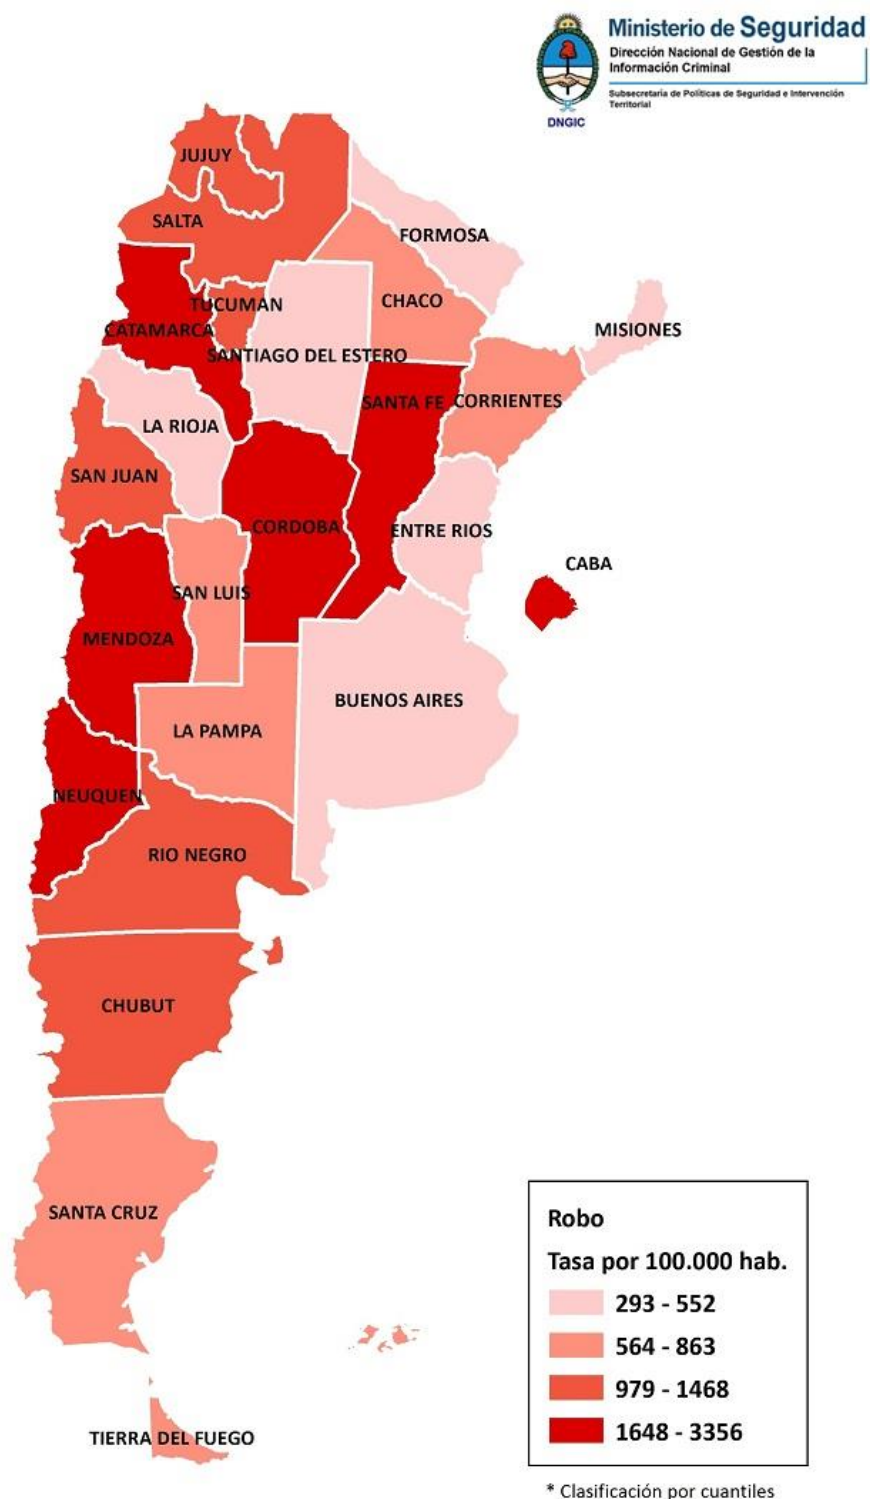 Ministerio de Seguridad
Dirección Nacional de Gestión de la
Información Criminal
Subsecretaría de Políticas de Seguridad e Intervención
Territorial
DNGIC
JUJUY
SALTA
FORMOSA
TUCUMAN
CHACO
CATAMARCA
MISIONES
SANTIAGO DEL ESTERO
SANTA FE
CORRIENTES
LA RIOJA
SAN JUAN
CORDOBA
ENTRE RIOS
CABA
SAN LUIS
MENDOZA
BUENOS AIRES
LA PAMPA
NEUQUEN
RIO NEGRO
CHUBUT
SANTA CRUZ
TIERRA DEL FUEGO
Robo
Tasa por 100.000 hab.
293 - 552
564 - 863
979 - 1468
1648 - 3356
* Clasificación por cuantiles